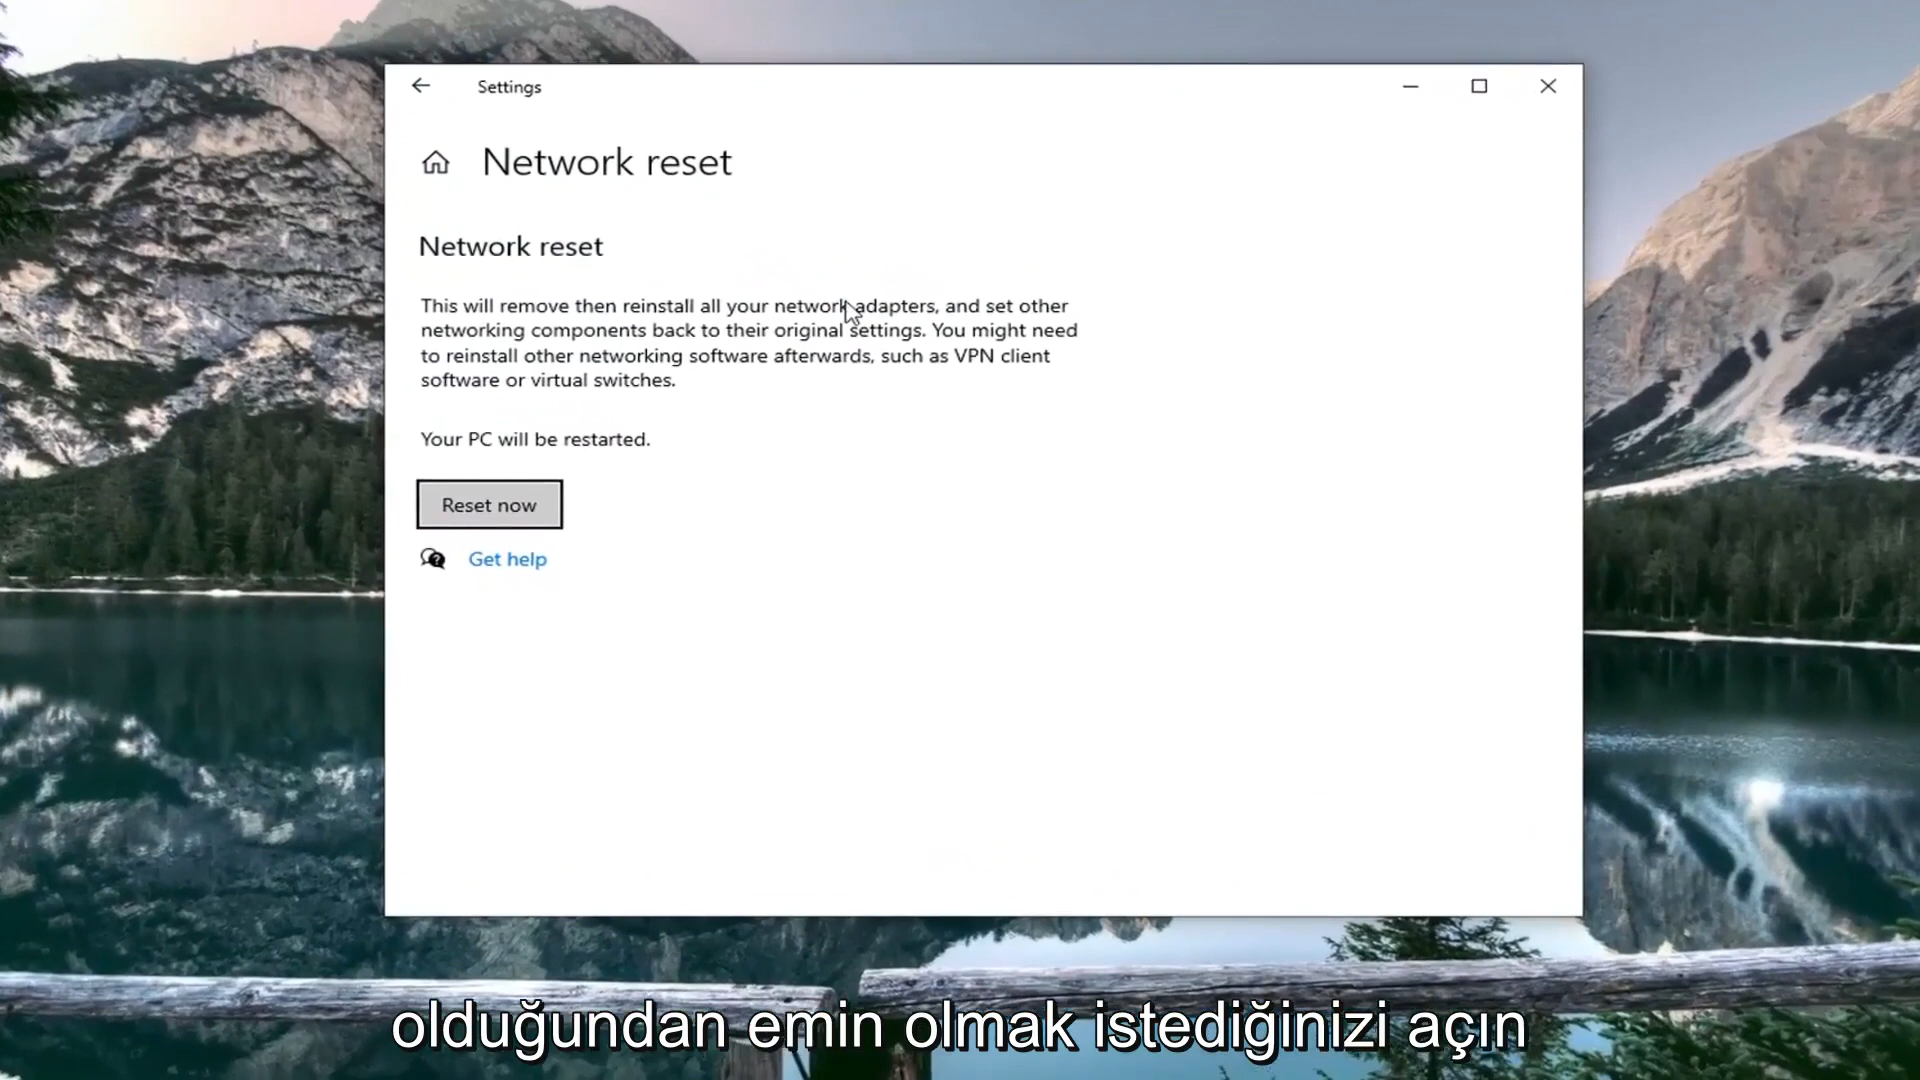 Settings
Network reset
Network reset
This will remove then reinstall all your network adapters, and set other
networking components back to their original settings. You might need
to reinstall other networking software afterwards, such as VPN client
software or virtual switches.
Your PC will be restarted.
Reset now
Get help
olduğundan emin olmak istediğinizi açın